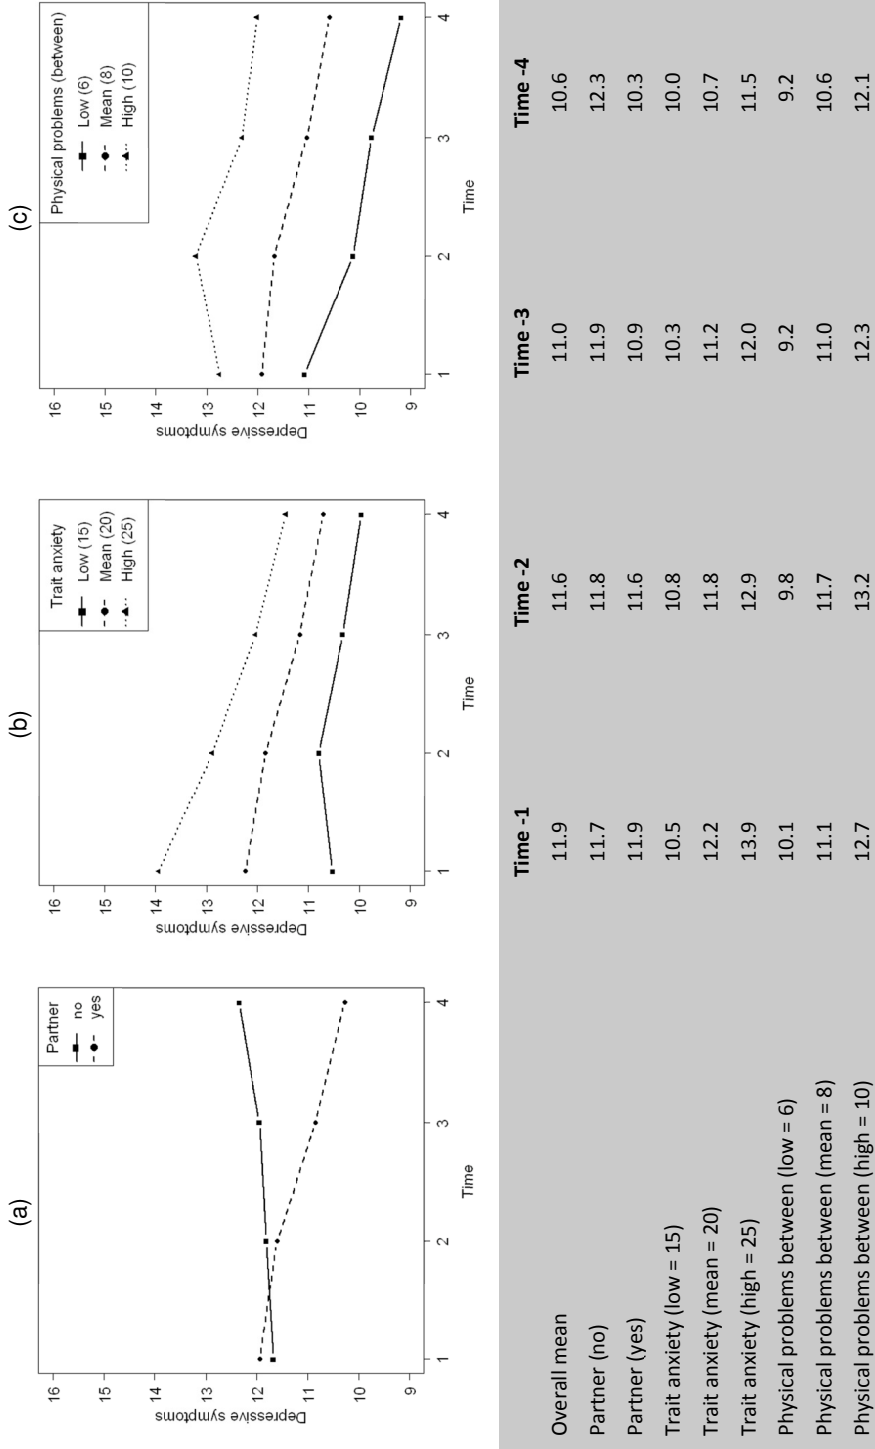 (a)
16
15
14
13
12
11
10
9
Depressive symptoms
1 2 3 4
Time
Partner
no
yes
(b)
16
15
14
13
12
11
10
9
Depressive symptoms
1 2 3 4
Time
Trait anxiety
Low (15)
Mean (20)
High (25)
(c)
16
15
14
13
12
11
10
9
Depressive symptoms
1 2 3 4
Time
Physical problems (between)
Low (6)
Mean (8)
High (10)
Time -1 Time -2 Time -3 Time -4
Overall mean 11.9 11.6 11.0 10.6
Partner (no) 11.7 11.8 11.9 12.3
Partner (yes) 11.9 11.6 10.9 10.3
Trait anxiety (low = 15) 10.5 10.8 10.3 10.0
Trait anxiety (mean = 20) 12.2 11.8 11.2 10.7
Trait anxiety (high = 25) 13.9 12.9 12.0 11.5
Physical problems between (low = 6) 10.1 9.8 9.2 9.2
Physical problems between (mean = 8) 11.1 11.7 11.0 10.6
Physical problems between (high = 10) 12.7 13.2 12.3 12.1